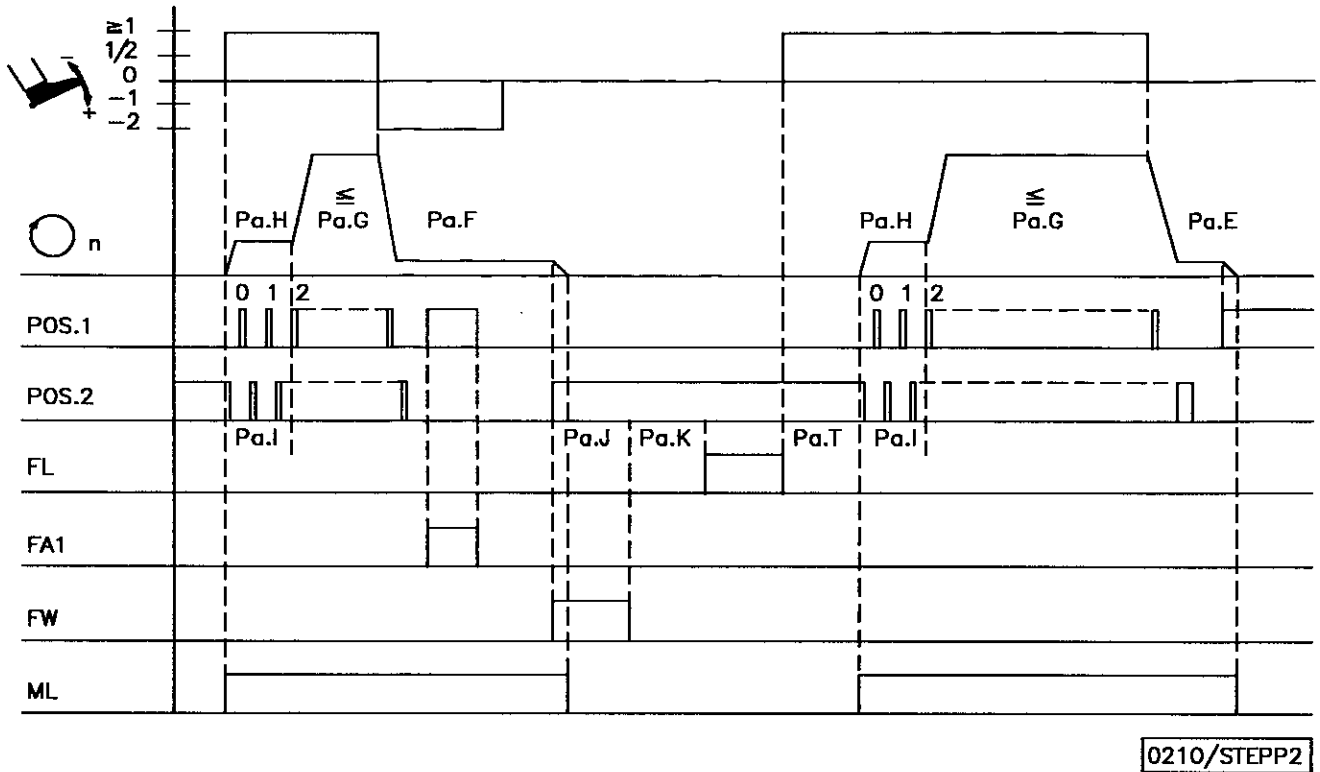 ≧1
1/2
0
−1
−2
−
+
n
Pa.H ≦ Pa.G Pa.F Pa.H ≦ Pa.G Pa.E
0 1 2 0 1 2
POS.1
POS.2
Pa.I Pa.J Pa.K Pa.T Pa.I
FL
FA1
FW
ML
0210/STEPP2